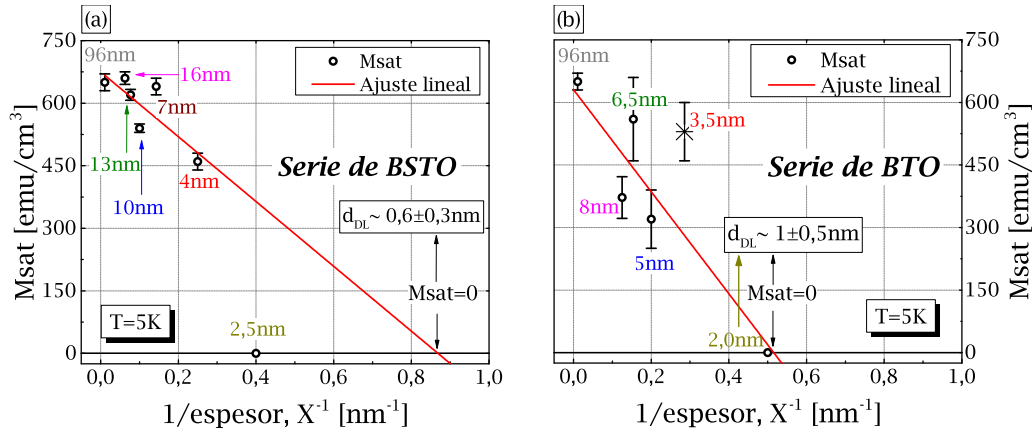 (a)
750
600
450
300
150
0
Msat [emu/cm³]
96nm
16nm
7nm
13nm
10nm
4nm
2,5nm
Msat
Ajuste lineal
Serie de BSTO
d_DL~ 0,6±0,3nm
Msat=0
T=5K
0,0 0,2 0,4 0,6 0,8 1,0
1/espesor, X⁻¹ [nm⁻¹]
(b)
96nm
6,5nm
3,5nm
8nm
5nm
2,0nm
Msat
Ajuste lineal
Serie de BTO
d_DL~ 1±0,5nm
Msat=0
T=5K
750
600
450
300
150
0
Msat [emu/cm³]
0,0 0,2 0,4 0,6 0,8 1,0
1/espesor, X⁻¹ [nm⁻¹]